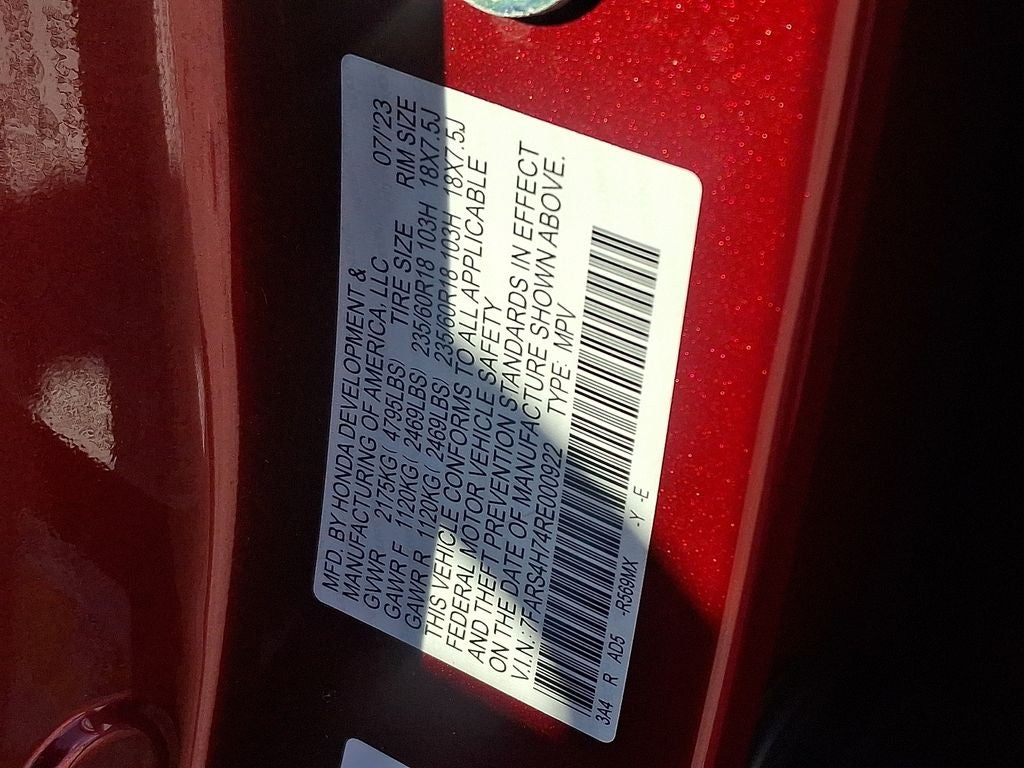 MFD. BY HONDA DEVELOPMENT &
MANUFACTURING OF AMERICA, LLC 07/'23
GVWR 2175KG( 4795LBS) TIRE SIZE RIM SIZE
GAWR F 1120KG( 2469LBS) 235/60R18 103H 18X7.5J
GAWR R 1120KG( 2469LBS) 235/60R18 103H 18X7.5J
THIS VEHICLE CONFORMS TO ALL APPLICABLE
FEDERAL MOTOR VEHICLE SAFETY
AND THEFT PREVENTION STANDARDS IN EFFECT
ON THE DATE OF MANUFACTURE SHOWN ABOVE.
V.I.N.:7FARS4H74RE000922 TYPE: MPV
3A4 R AD5 -R569MX -Y -E